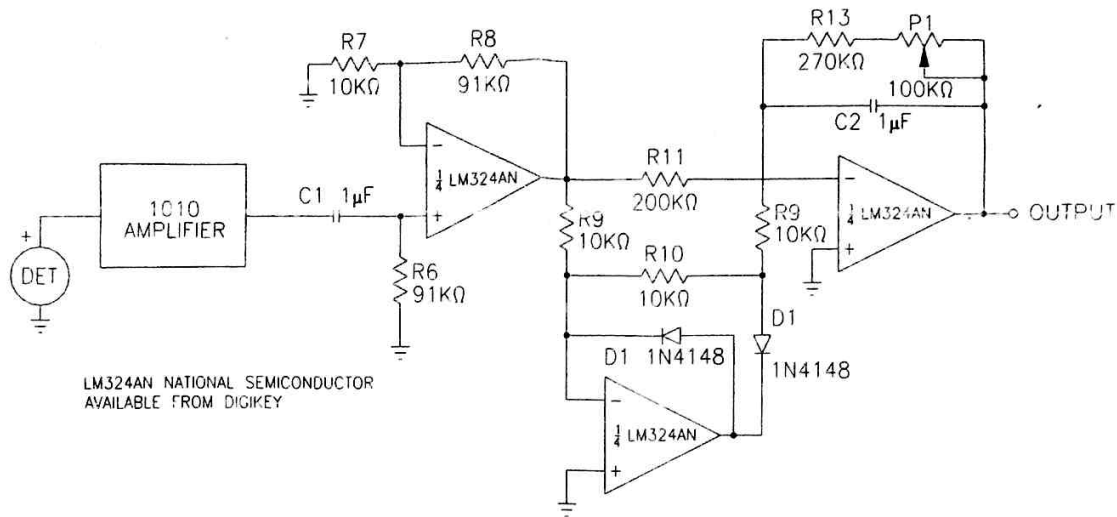 R13
P1
270KΩ
100KΩ
C2 1µF
R7
10KΩ
R8
91KΩ
¼ LM324AN
R11
200KΩ
¼ LM324AN
OUTPUT
1010
AMPLIFIER
C1 1µF
+
DET
R6
91KΩ
R9
10KΩ
R9
10KΩ
R10
10KΩ
D1 1N4148
D1
1N4148
¼ LM324AN
LM324AN NATIONAL SEMICONDUCTOR
AVAILABLE FROM DIGIKEY